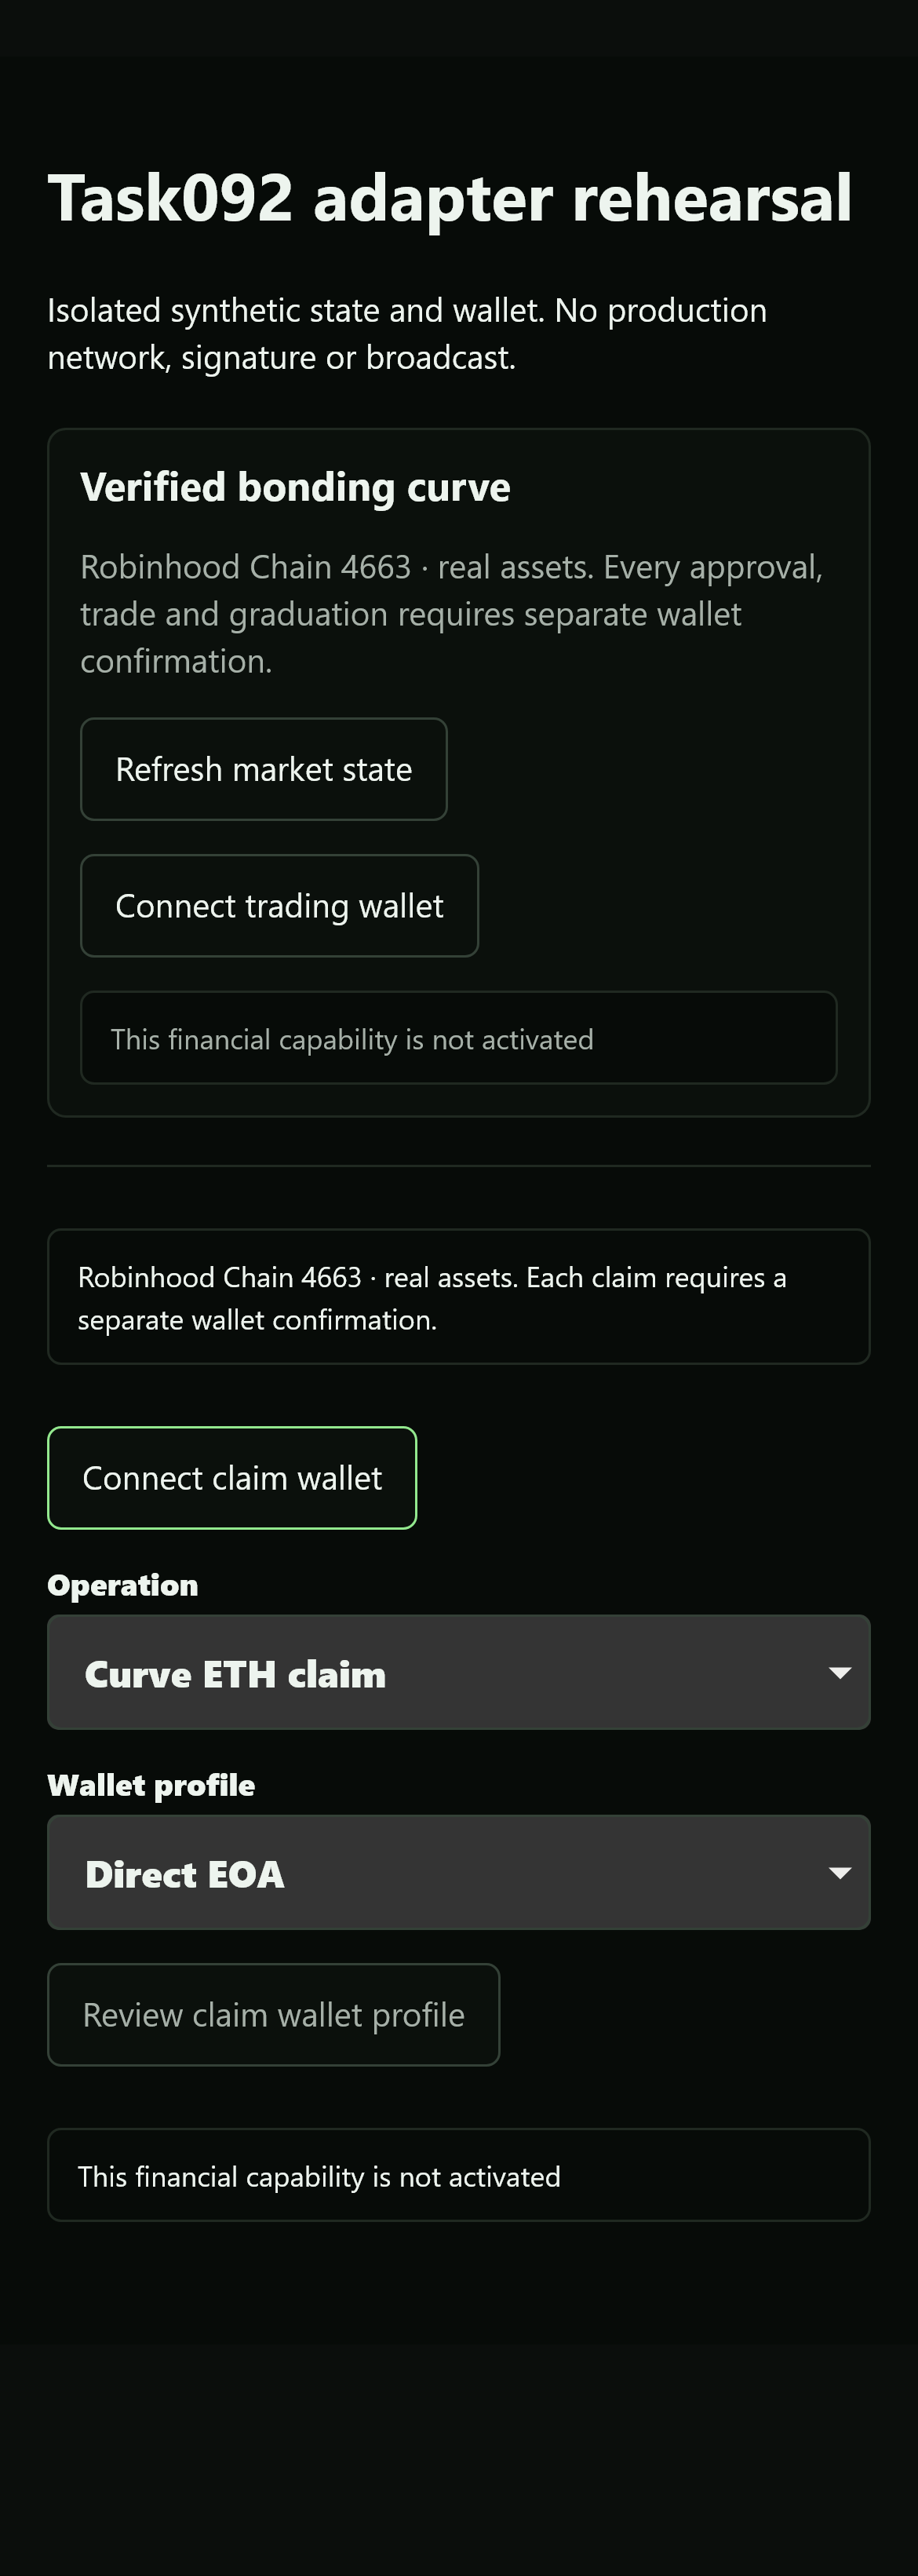 Task092 adapter rehearsal
Isolated synthetic state and wallet. No production
network, signature or broadcast.
Verified bonding curve
Robinhood Chain 4663 · real assets. Every approval,
trade and graduation requires separate wallet
confirmation.
Refresh market state
Connect trading wallet
This financial capability is not activated
Robinhood Chain 4663 · real assets. Each claim requires a
separate wallet confirmation.
Connect claim wallet
Operation
Curve ETH claim
Wallet profile
Direct EOA
Review claim wallet profile
This financial capability is not activated